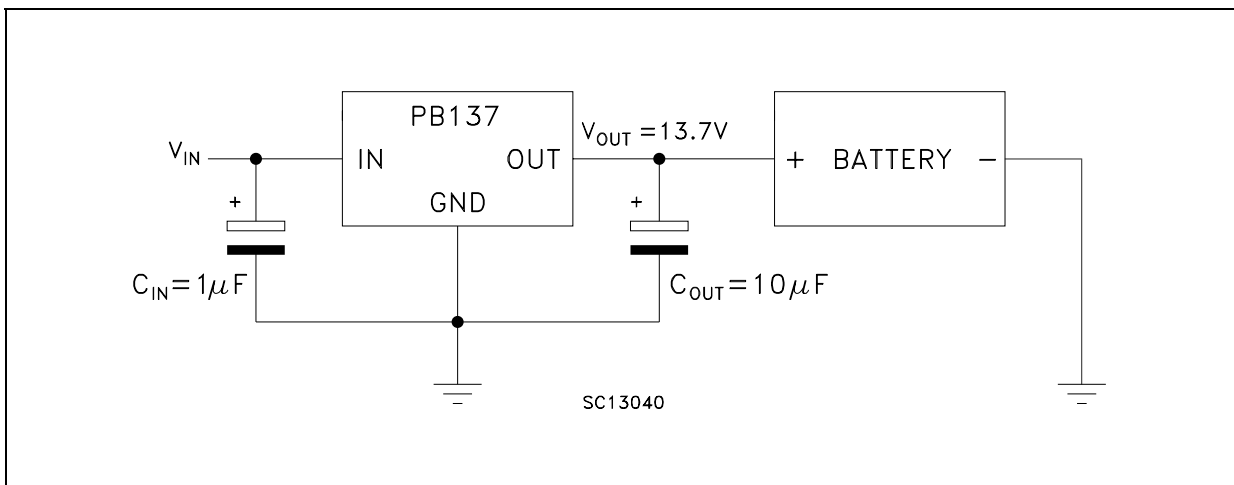 PB137
V_IN
IN
OUT
GND
V_OUT =13.7V
+
BATTERY
-
+
+
C_IN=1μF
C_OUT=10μF
SC13040